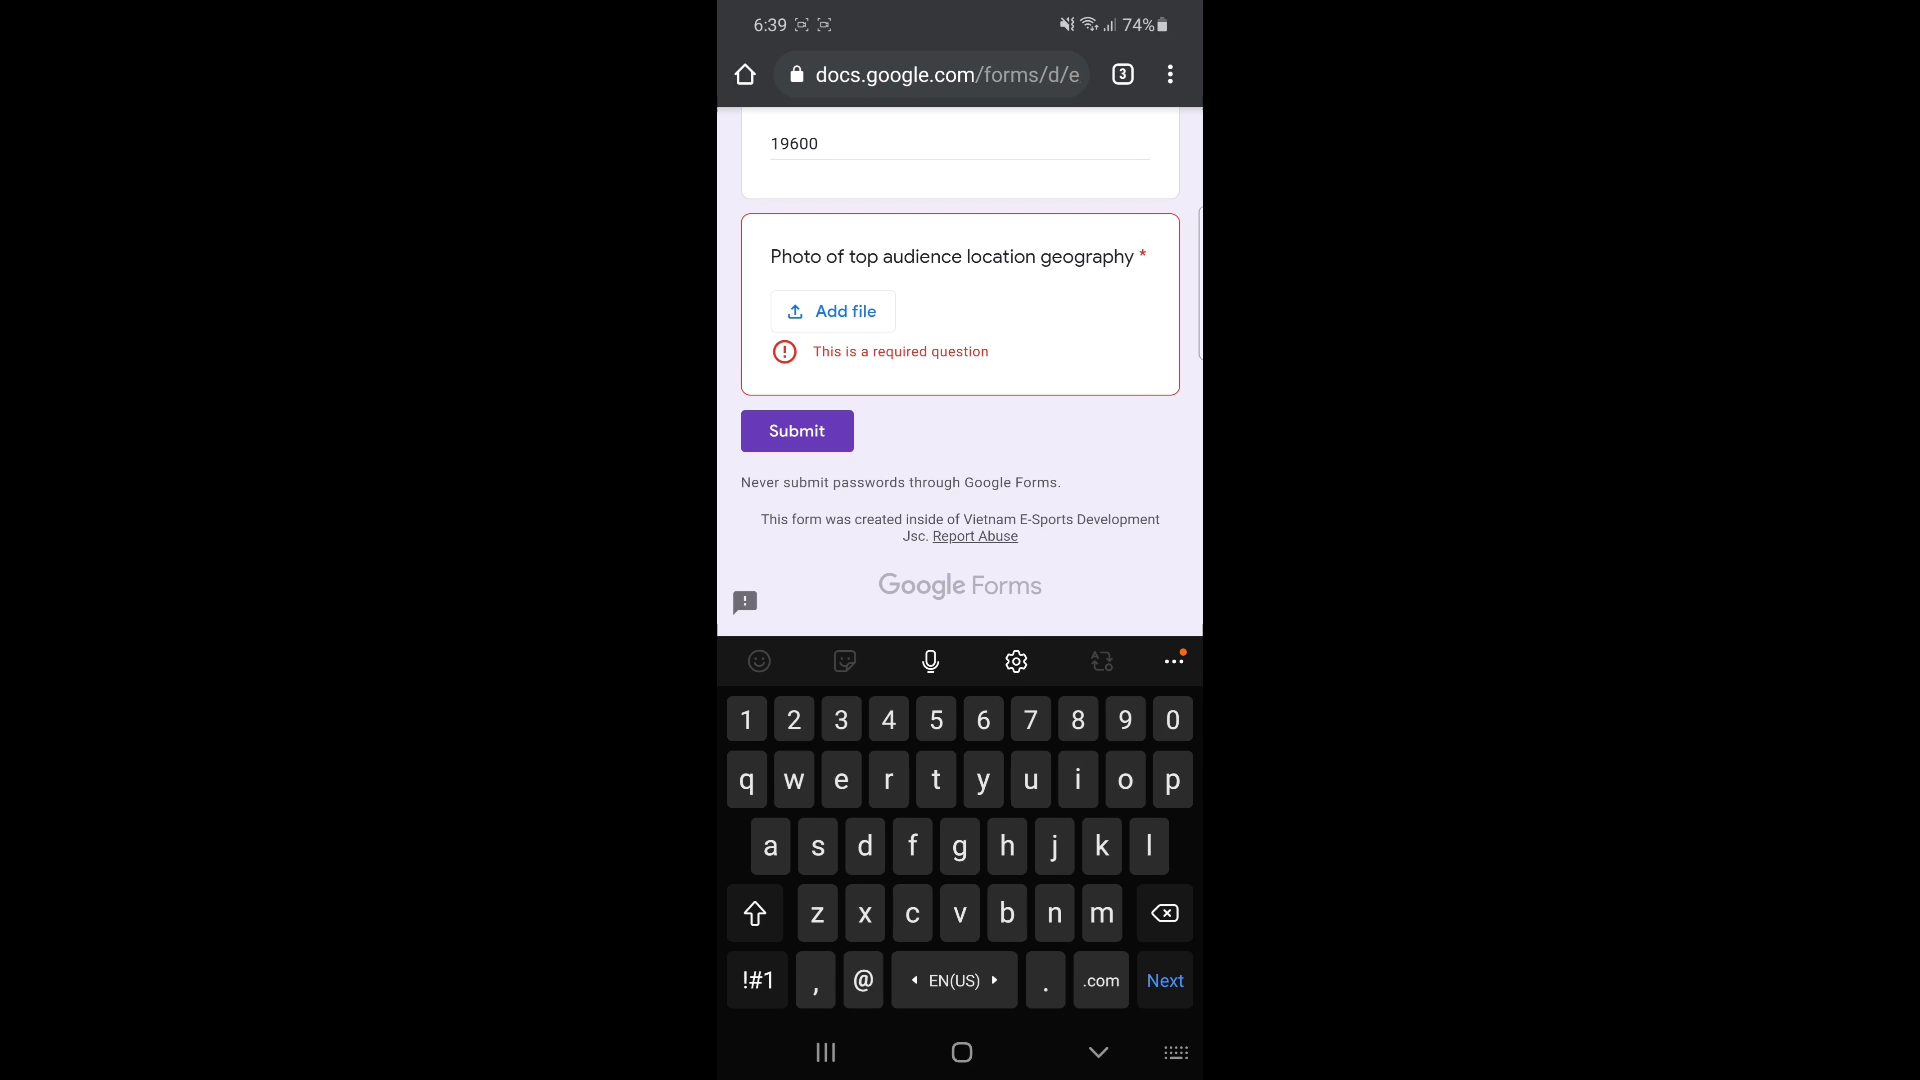 6:39 74%
docs.google.com/forms/d/e 3
19600
Photo of top audience location geography *
Add file
This is a required question
Submit
Never submit passwords through Google Forms.
This form was created inside of Vietnam E-Sports Development
Jsc. Report Abuse
Google Forms
1 2 3 4 5 6 7 8 9 0
q w e r t y u i o p
a s d f g h j k l
z x c v b n m
!#1 , @ EN(US) . .com Next